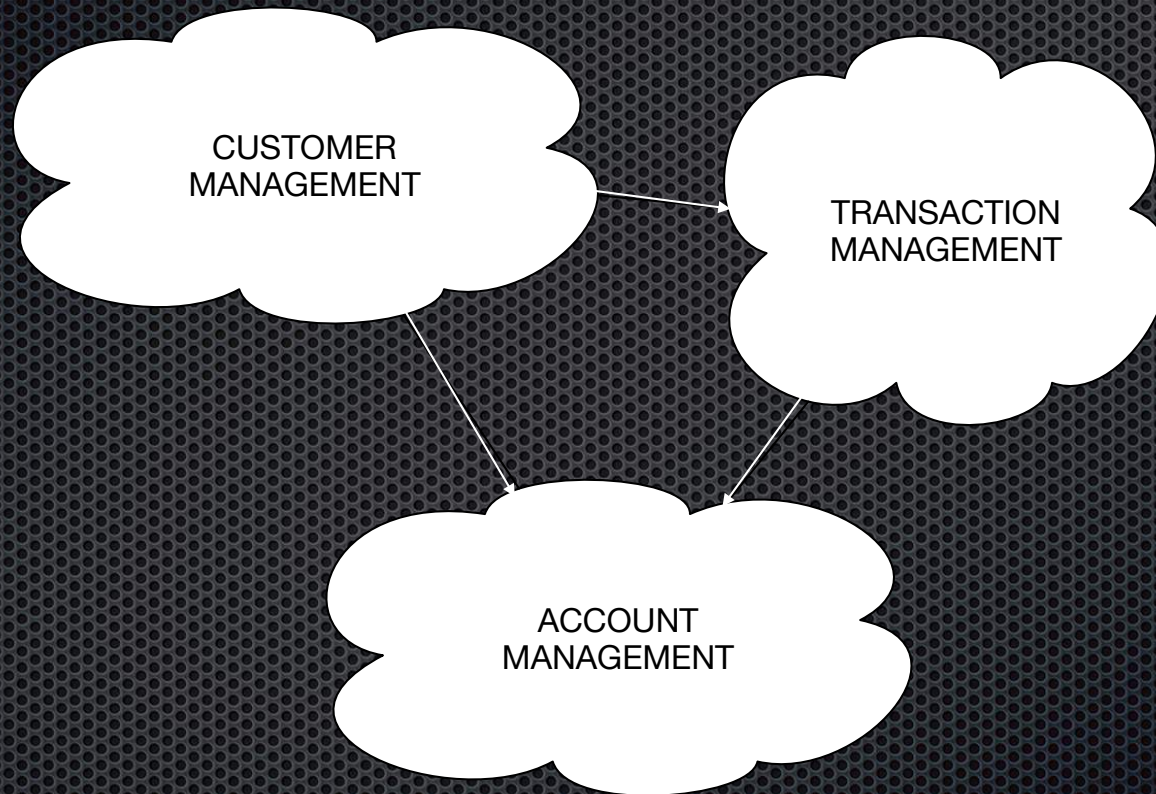 CUSTOMER
MANAGEMENT
TRANSACTION
MANAGEMENT
ACCOUNT
MANAGEMENT